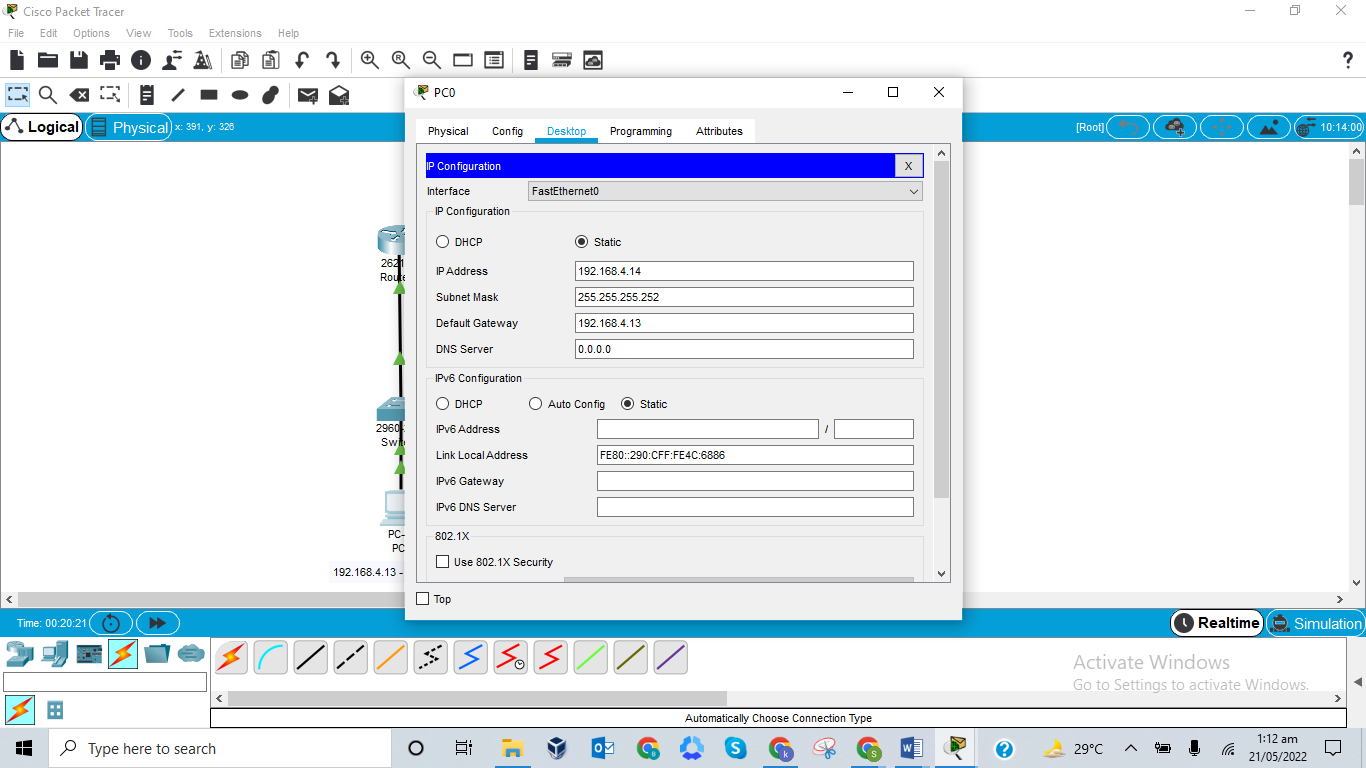 Cisco Packet Tracer
File Edit Options View Tools Extensions Help
PC0
Logical Physical x: 391, y: 326
[Root] 10:14:00
Physical Config Desktop Programming Attributes
IP Configuration X
Interface FastEthernet0
IP Configuration
DHCP Static
IP Address 192.168.4.14
Subnet Mask 255.255.255.252
Default Gateway 192.168.4.13
DNS Server 0.0.0.0
IPv6 Configuration
DHCP Auto Config Static
IPv6 Address /
Link Local Address FE80::290:CFF:FE4C:6886
IPv6 Gateway
IPv6 DNS Server
802.1X
Use 802.1X Security
Top
2621
Route
2960-
Swit
PC-
PC
192.168.4.13 -
Time: 00:20:21
Realtime Simulation
Activate Windows
Go to Settings to activate Windows.
Automatically Choose Connection Type
Type here to search
29°C
1:12 am
21/05/2022